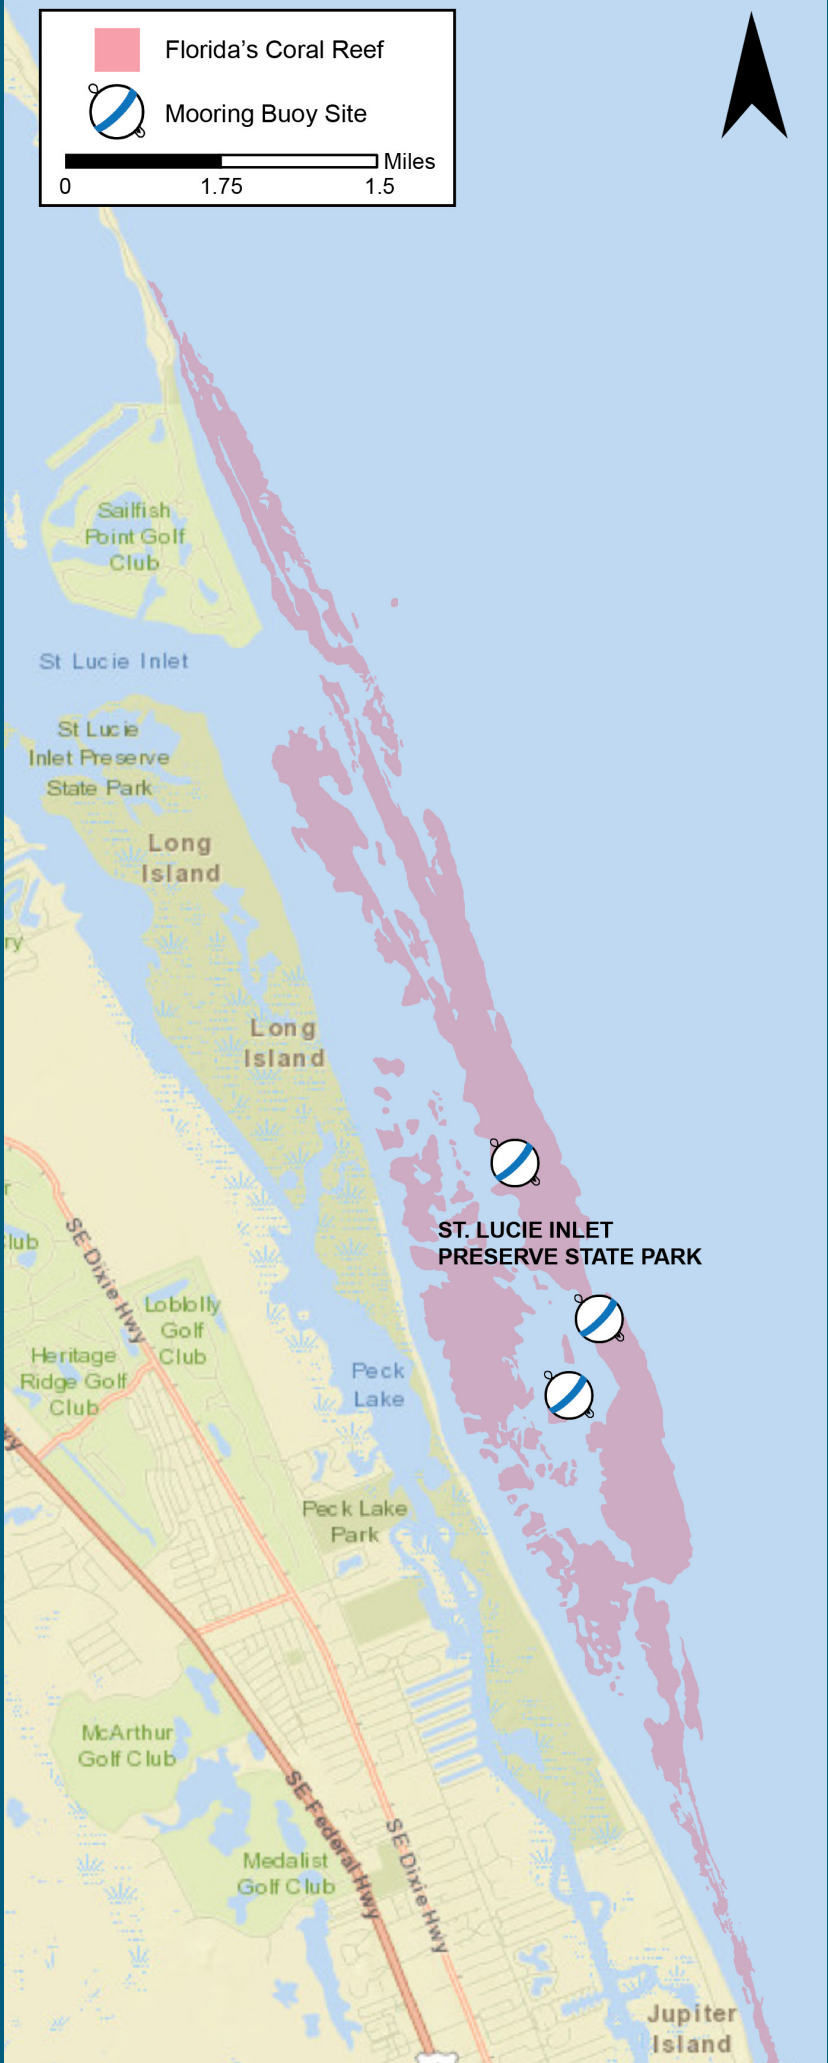 Florida's Coral Reef
Mooring Buoy Site
Miles
0 1.75 1.5
Sailfish
Point Golf
Club
St Lucie Inlet
St Lucie
Inlet Preserve
State Park
Long
Island
ry
Long
Island
r
lub
SE Dixie Hwy
ST. LUCIE INLET
PRESERVE STATE PARK
Loblolly
Golf
Club
Heritage
Ridge Golf
Club
Peck
Lake
wy
Peck Lake
Park
McArthur
Golf Club
SE Federal Hwy
SE Dixie Hwy
Medalist
Golf Club
Jupiter
Island